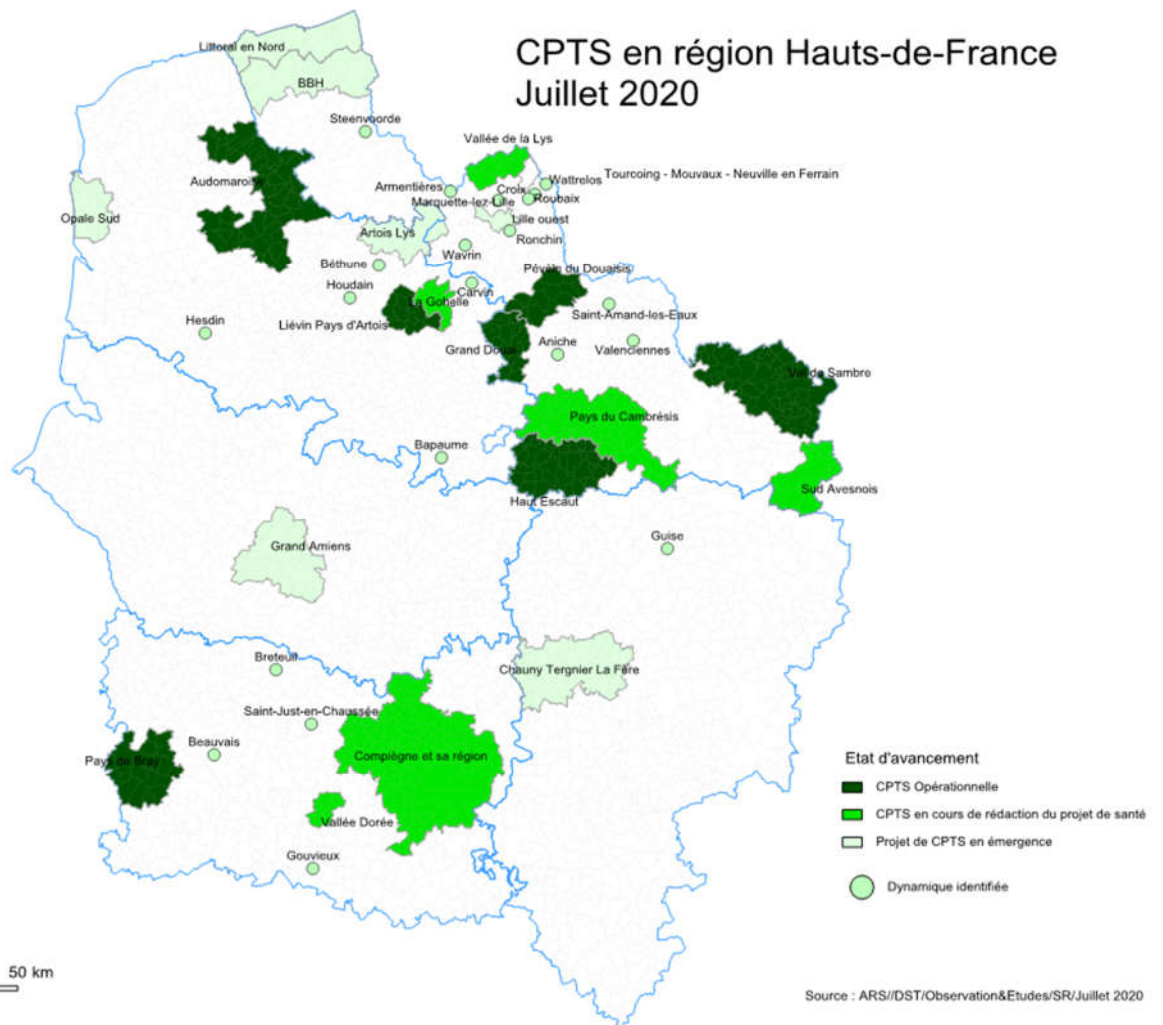 CPTS en région Hauts-de-France
Juillet 2020
Littoral en Nord
BBH
Steenvoorde
Vallée de la Lys
Tourcoing - Mouvaux - Neuville en Ferrain
Wattrelos
Croix
Roubaix
Audomarois
Armentières
Marquette-lez-Lille
Opale Sud
Lille ouest
Artois Lys
Ronchin
Wavrin
Béthune
Pévèle du Douaisis
Houdain
Carvin
La Gohelle
Saint-Amand-les-Eaux
Hesdin
Liévin Pays d'Artois
Grand Douai
Aniche
Valenciennes
Val de Sambre
Pays du Cambrésis
Bapaume
Haut Escaut
Sud Avesnois
Guise
Grand Amiens
Breteuil
Chauny Tergnier La Fère
Saint-Just-en-Chaussée
Beauvais
Pays de Bray
Compiègne et sa région
Vallée Dorée
Gouvieux
Etat d'avancement
CPTS Opérationnelle
CPTS en cours de rédaction du projet de santé
Projet de CPTS en émergence
Dynamique identifiée
50 km
Source : ARS//DST/Observation&Etudes/SR/Juillet 2020